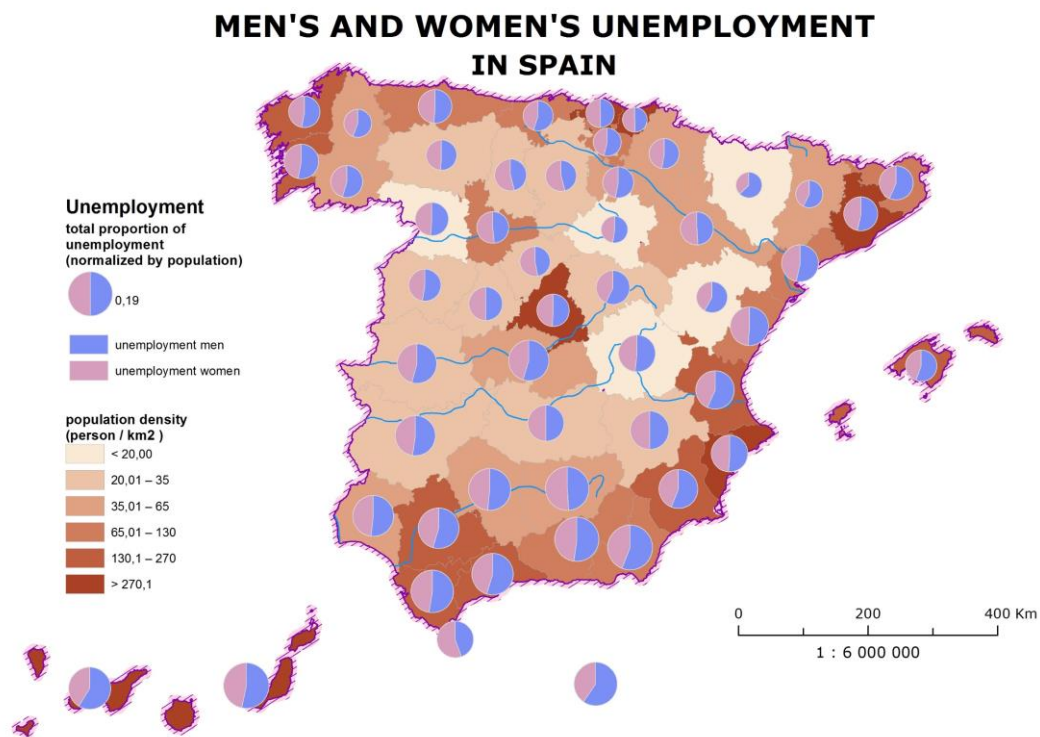 MEN'S AND WOMEN'S UNEMPLOYMENT
IN SPAIN
Unemployment
total proportion of
unemployment
(normalized by population)
0,19
unemployment men
unemployment women
population density
(person / km2 )
< 20,00
20,01 – 35
35,01 – 65
65,01 – 130
130,1 – 270
> 270,1
0 200 400 Km
1 : 6 000 000